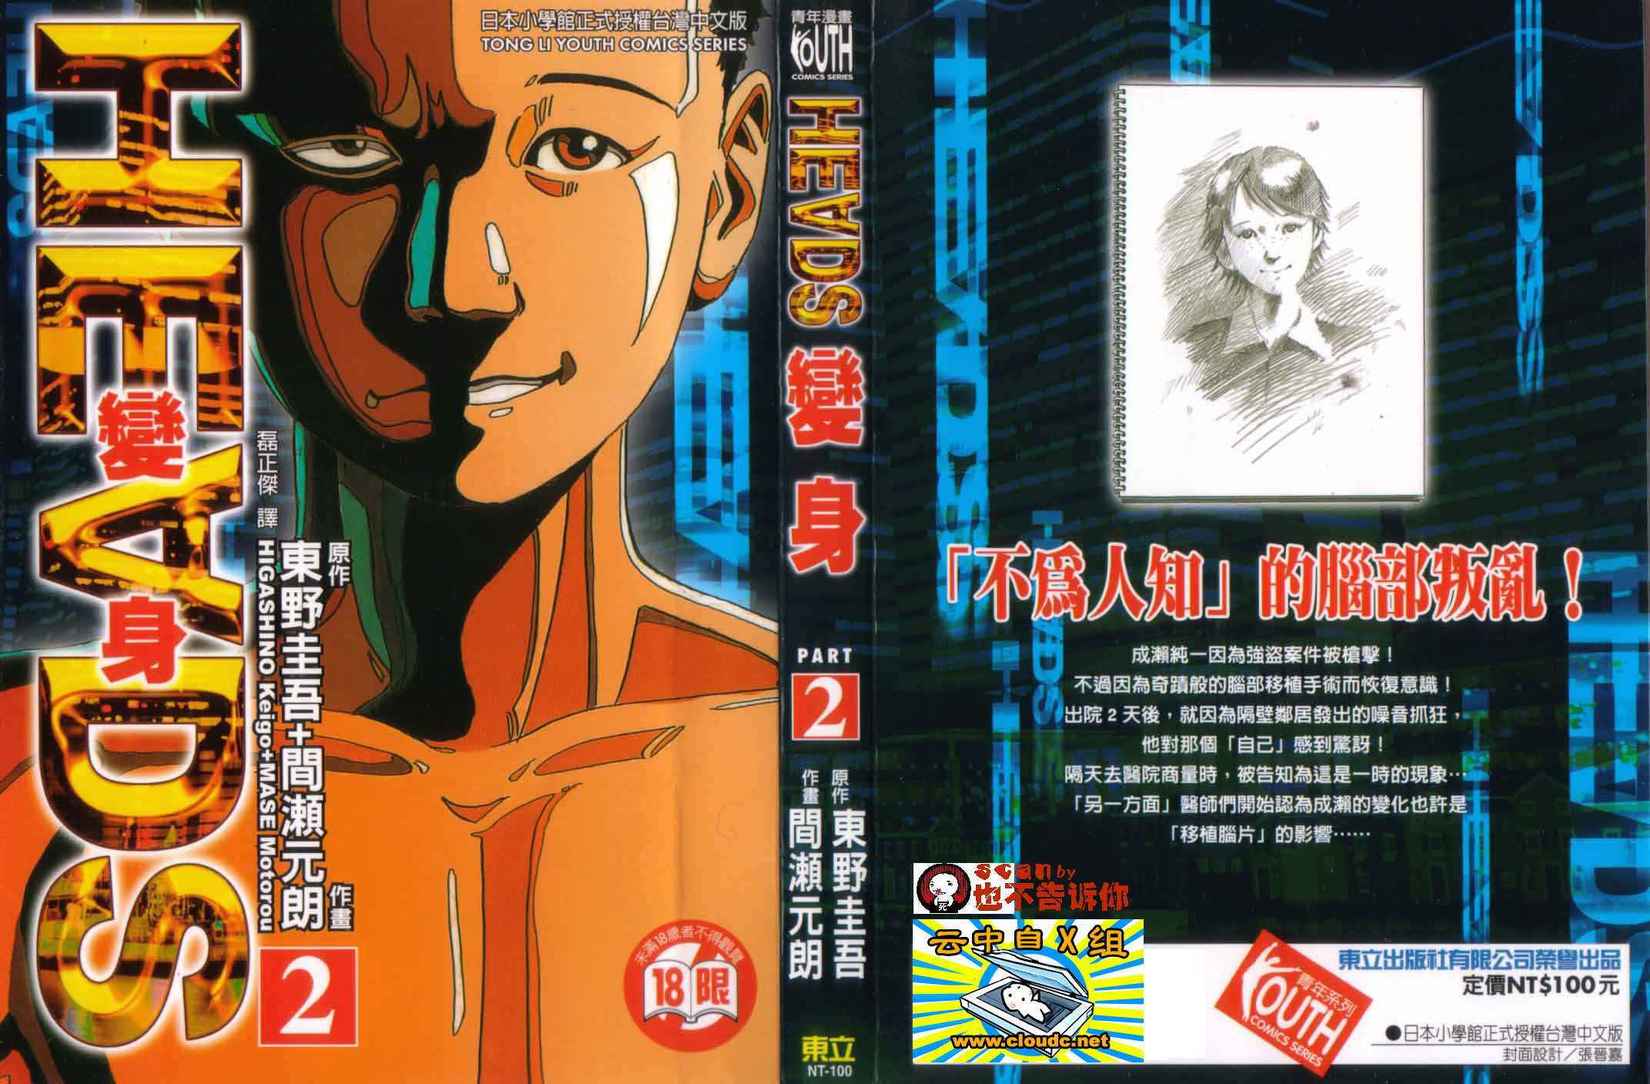 日本小學館正式授權台灣中文版
TONG LI YOUTH COMICS SERIES
HEADS
變身
磊正傑 譯
原作
東野圭吾+間瀬元朗
作畫
HIGASHINO Keigo+MASE Motorou
2
未滿18歲者不得觀買
18限
青年漫畫
YOUTH
COMICS SERIES
HEADS
變身
PART
2
原作 東野圭吾
作畫 間瀬元朗
東立
NT-100
HEADS
「不為人知」的腦部叛亂！
成瀨純一因為強盜案件被槍擊！
不過因為奇蹟般的腦部移植手術而恢復意識！
出院2天後，就因為隔壁鄰居發出的噪音抓狂，
他對那個「自己」感到驚訝！
隔天去醫院商量時，被告知為這是一時的現象…
「另一方面」醫師們開始認為成瀨的變化也許是
「移植腦片」的影響……
scan by
也不告诉你
死
云中自X组
www.cloudc.net
青年系列
YOUTH
COMICS SERIES
東立出版社有限公司榮譽出品
定價NT$100元
●日本小學館正式授權台灣中文版
封面設計／張晉嘉